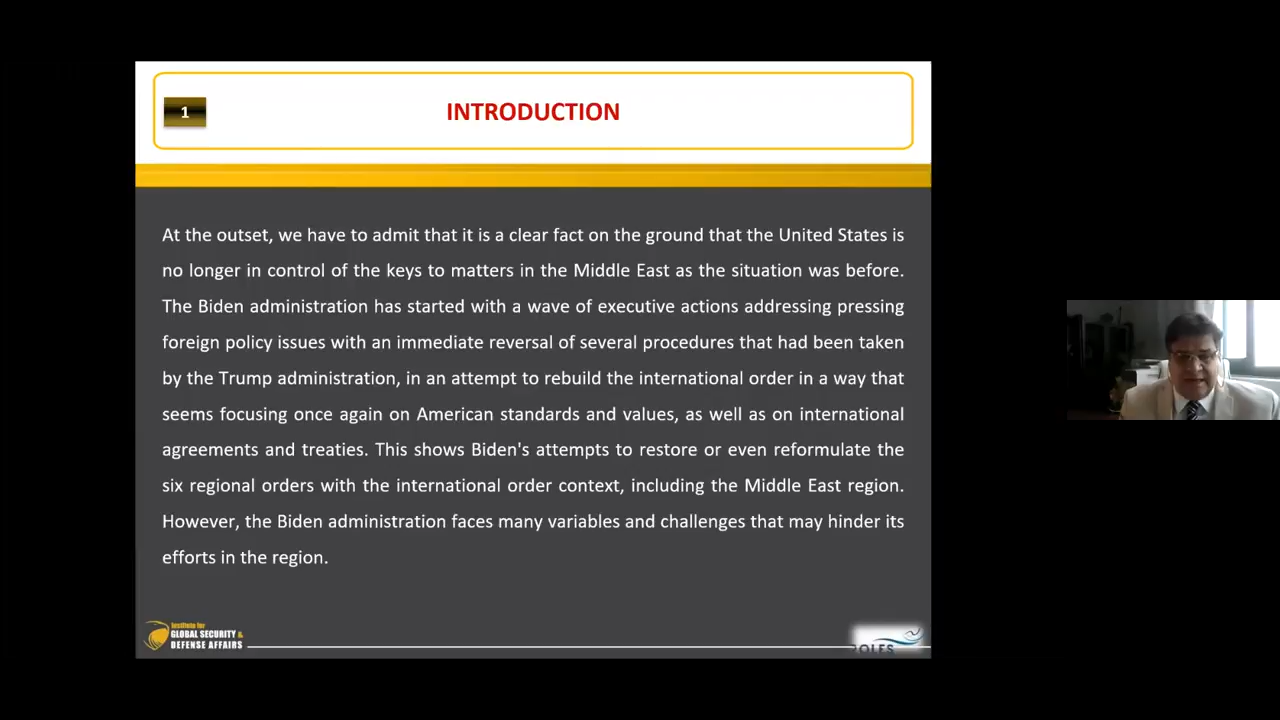 1
INTRODUCTION
At the outset, we have to admit that it is a clear fact on the ground that the United States is
no longer in control of the keys to matters in the Middle East as the situation was before.
The Biden administration has started with a wave of executive actions addressing pressing
foreign policy issues with an immediate reversal of several procedures that had been taken
by the Trump administration, in an attempt to rebuild the international order in a way that
seems focusing once again on American standards and values, as well as on international
agreements and treaties. This shows Biden's attempts to restore or even reformulate the
six regional orders with the international order context, including the Middle East region.
However, the Biden administration faces many variables and challenges that may hinder its
efforts in the region.
Institute for
GLOBAL SECURITY &
DEFENSE AFFAIRS